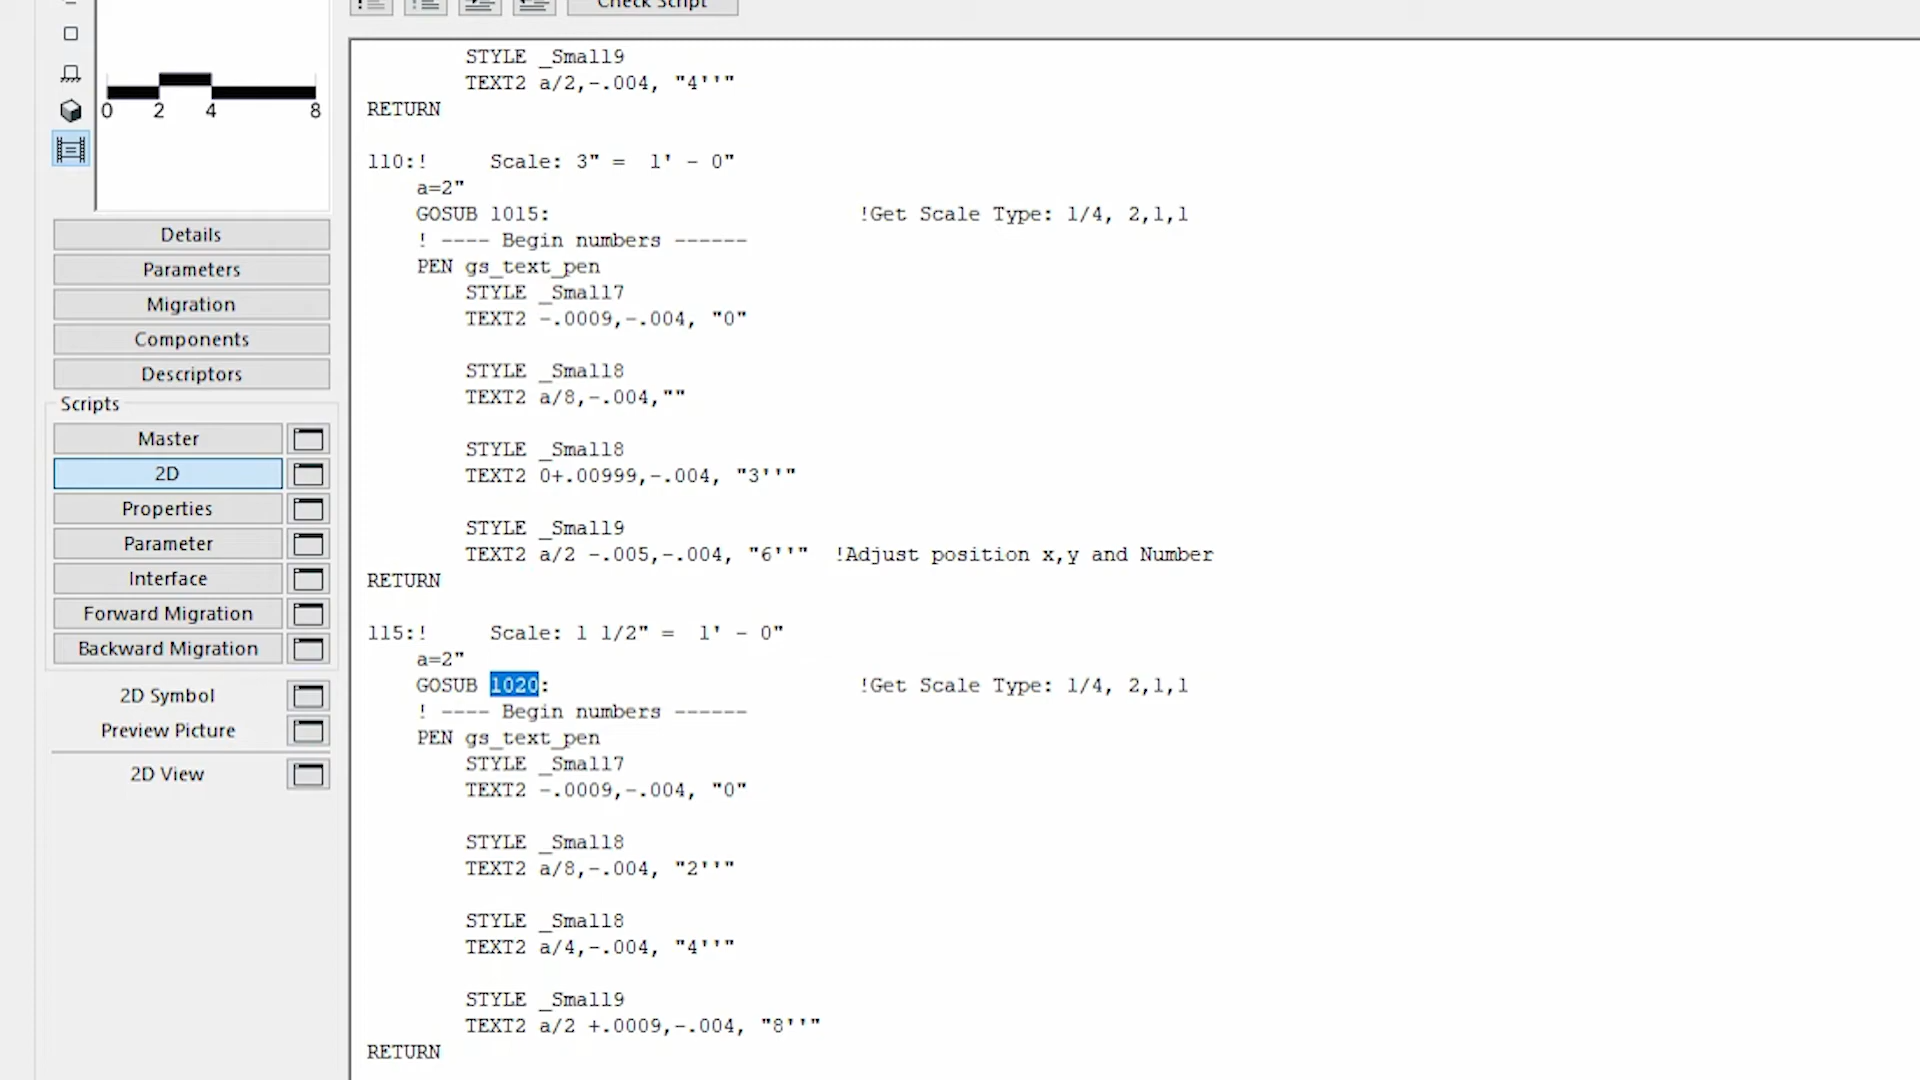 Check Script
0 2 4 8
Details
Parameters
Migration
Components
Descriptors
Scripts
Master
2D
Properties
Parameter
Interface
Forward Migration
Backward Migration
2D Symbol
Preview Picture
2D View
STYLE _Small9
TEXT2 a/2,-.004, "4''"
RETURN
110:! Scale: 3" = 1' - 0"
a=2"
GOSUB 1015: !Get Scale Type: 1/4, 2,1,1
! ---- Begin numbers ------
PEN gs_text_pen
STYLE _Small7
TEXT2 -.0009,-.004, "0"
STYLE _Small8
TEXT2 a/8,-.004,""
STYLE _Small8
TEXT2 0+.00999,-.004, "3''"
STYLE _Small9
TEXT2 a/2 -.005,-.004, "6''" !Adjust position x,y and Number
RETURN
115:! Scale: 1 1/2" = 1' - 0"
a=2"
GOSUB 1020: !Get Scale Type: 1/4, 2,1,1
! ---- Begin numbers ------
PEN gs_text_pen
STYLE _Small7
TEXT2 -.0009,-.004, "0"
STYLE _Small8
TEXT2 a/8,-.004, "2''"
STYLE _Small8
TEXT2 a/4,-.004, "4''"
STYLE _Small9
TEXT2 a/2 +.0009,-.004, "8''"
RETURN